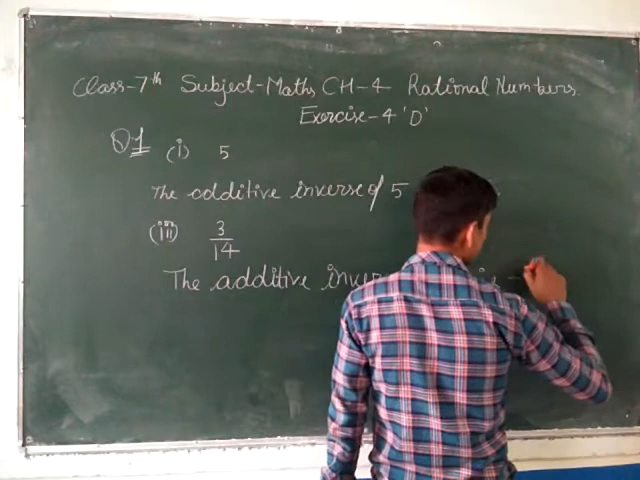 Class-7th Subject-Maths CH-4 Rational Numbers.
Exercise-4 'D'
Q1 (i) 5
The additive inverse of 5
(iii) 3/14
The additive is -